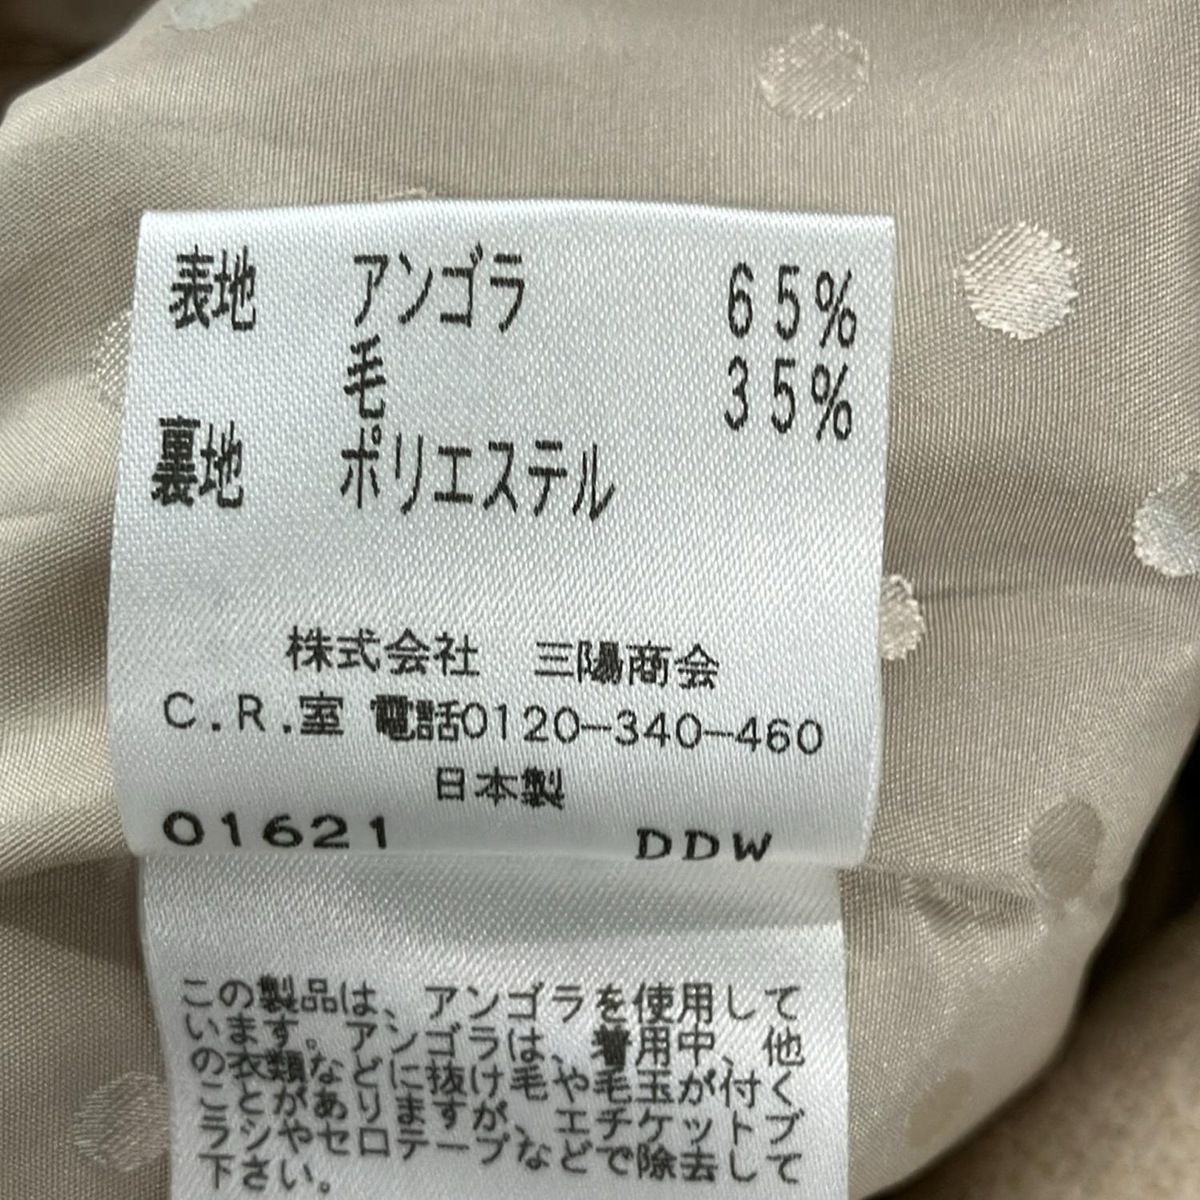 表地 アンゴラ 65%
毛 35%
裏地 ポリエステル
株式会社 三陽商会
C.R.室 電話0120-340-460
日本製
01621 DDW
この製品は、アンゴラを使用して
います。アンゴラは、着用中、他
の衣類などに抜け毛や毛玉が付く
ことがありますが、エチケットブ
ラシやセロテープなどで除去して
下さい。